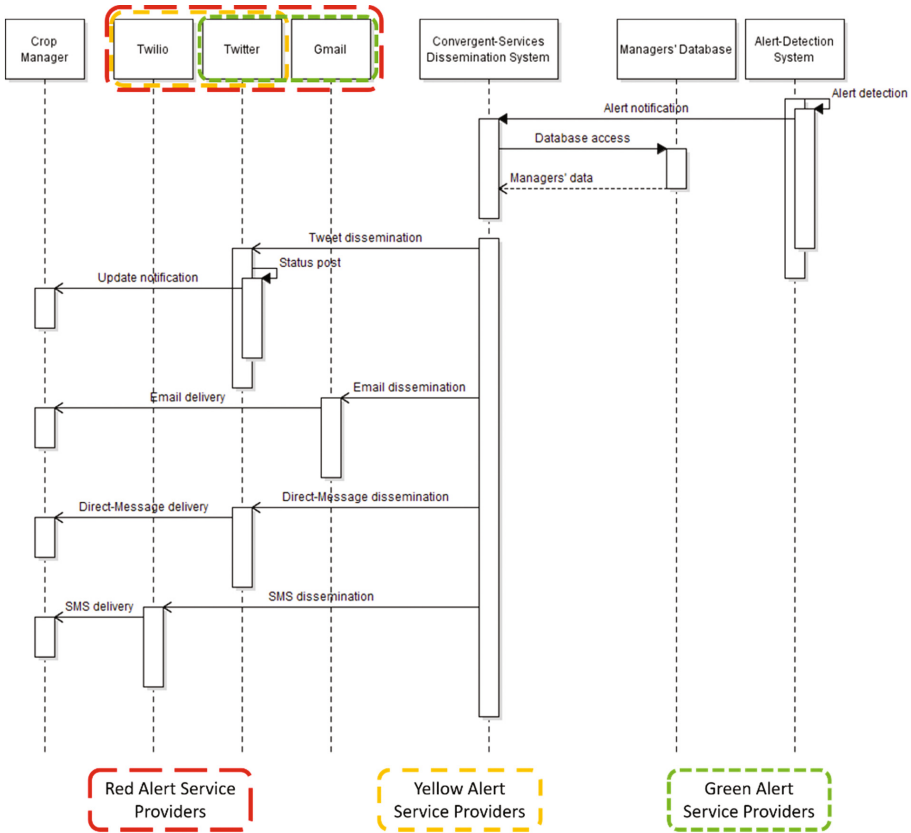 Crop
Manager
Twilio
Twitter
Gmail
Convergent-Services
Dissemination System
Managers' Database
Alert-Detection
System
Alert detection
Alert notification
Database access
Managers' data
Tweet dissemination
Status post
Update notification
Email dissemination
Email delivery
Direct-Message dissemination
Direct-Message delivery
SMS dissemination
SMS delivery
Red Alert Service
Providers
Yellow Alert
Service Providers
Green Alert
Service Providers